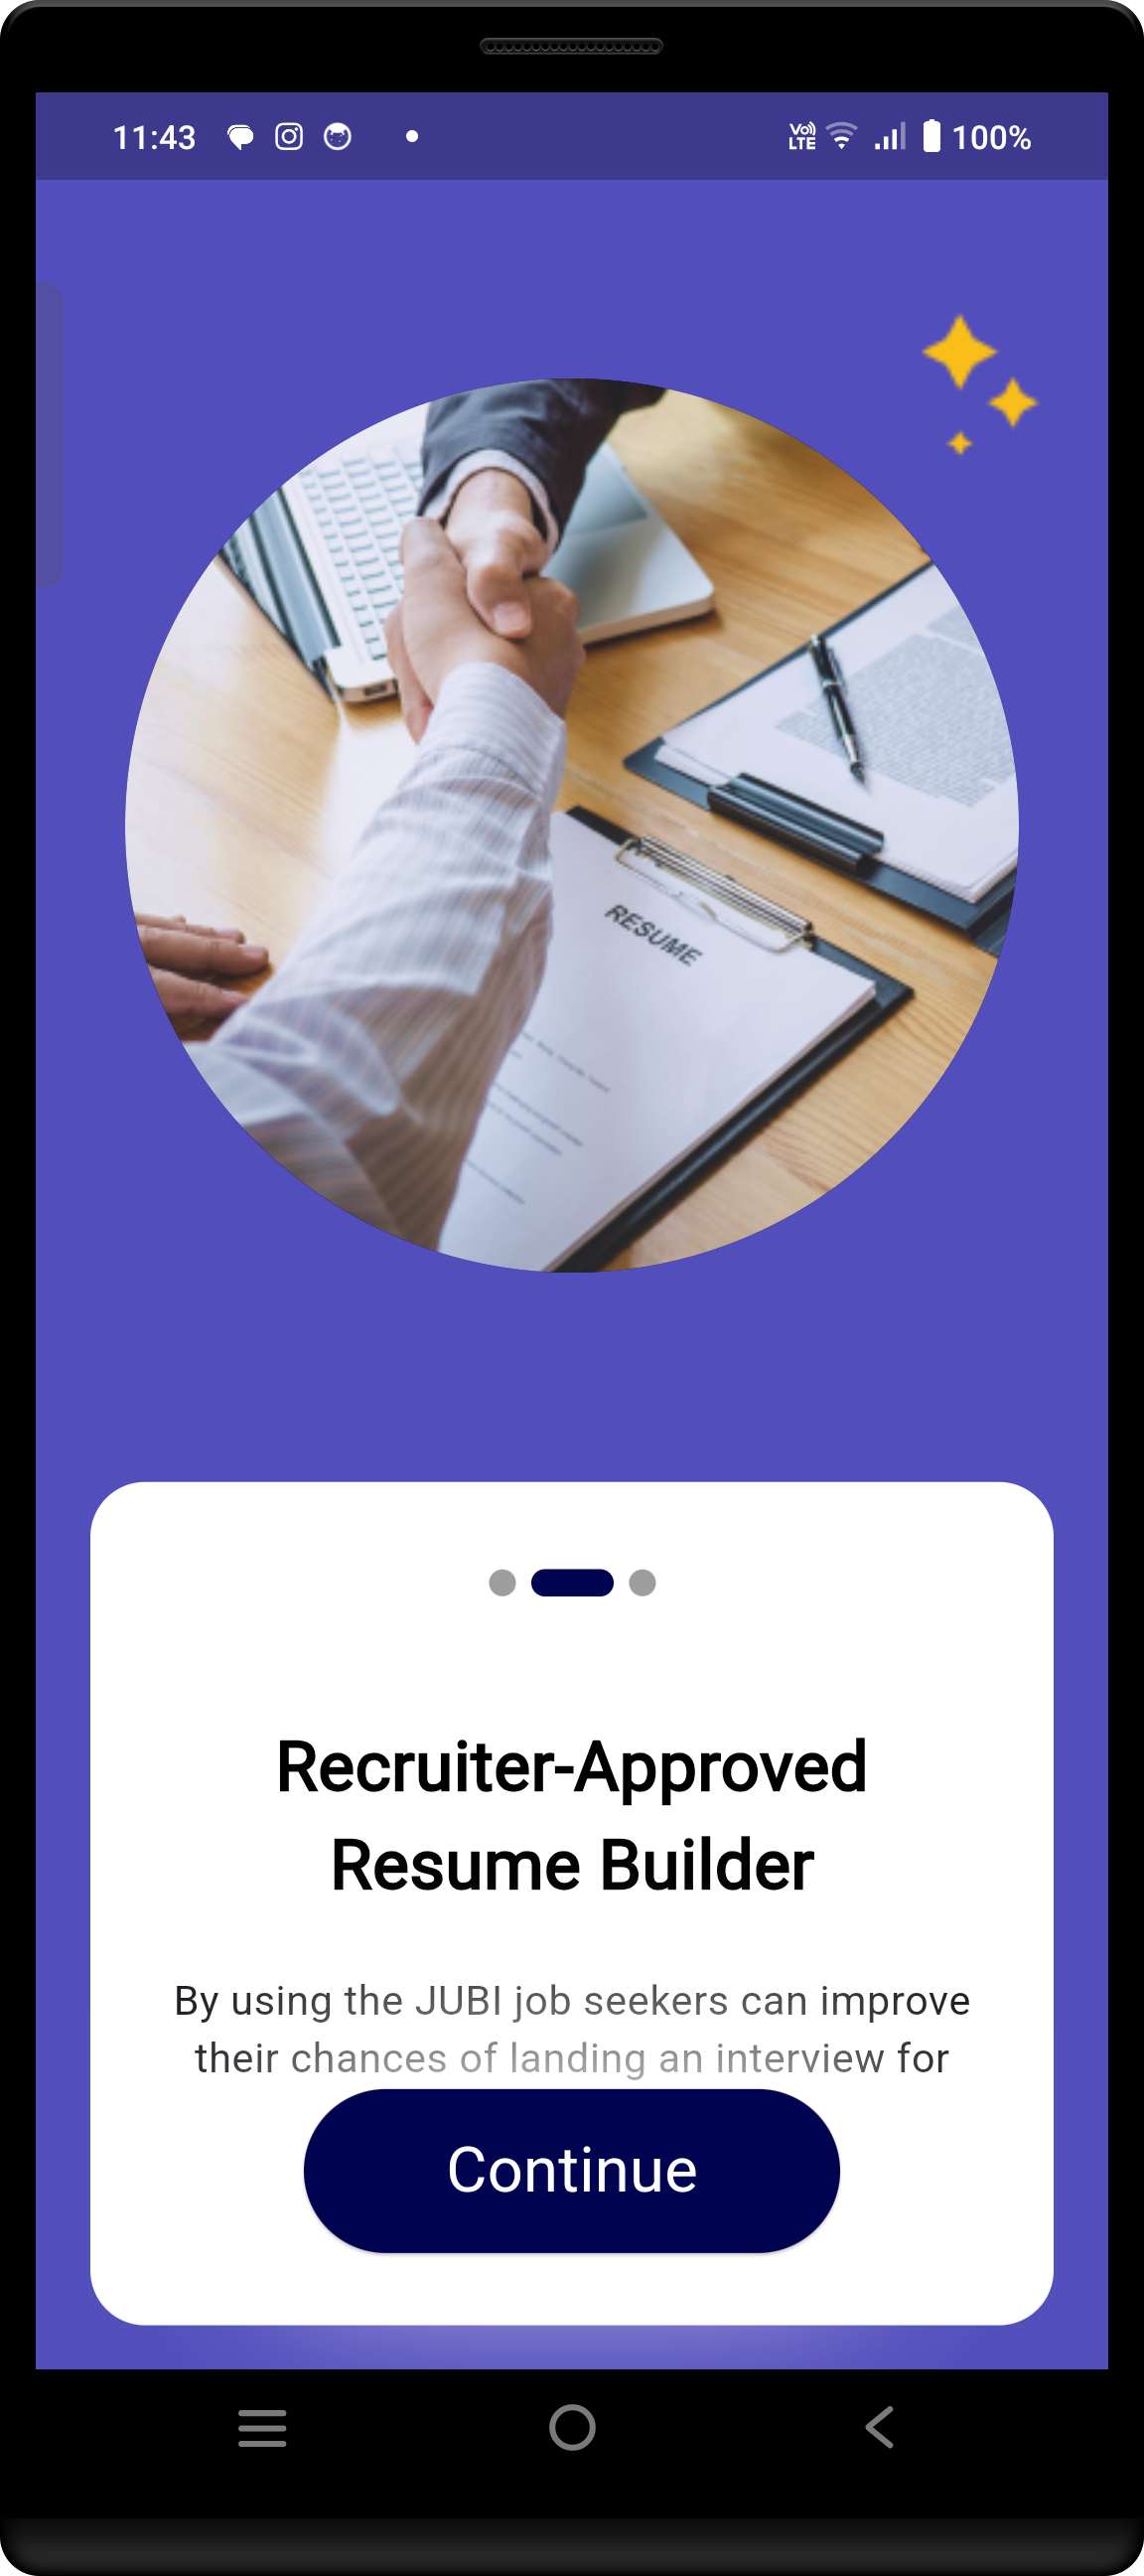 11:43
Vo)) LTE
100%
RESUME
Recruiter-Approved
Resume Builder
By using the JUBI job seekers can improve
their chances of landing an interview for
Continue